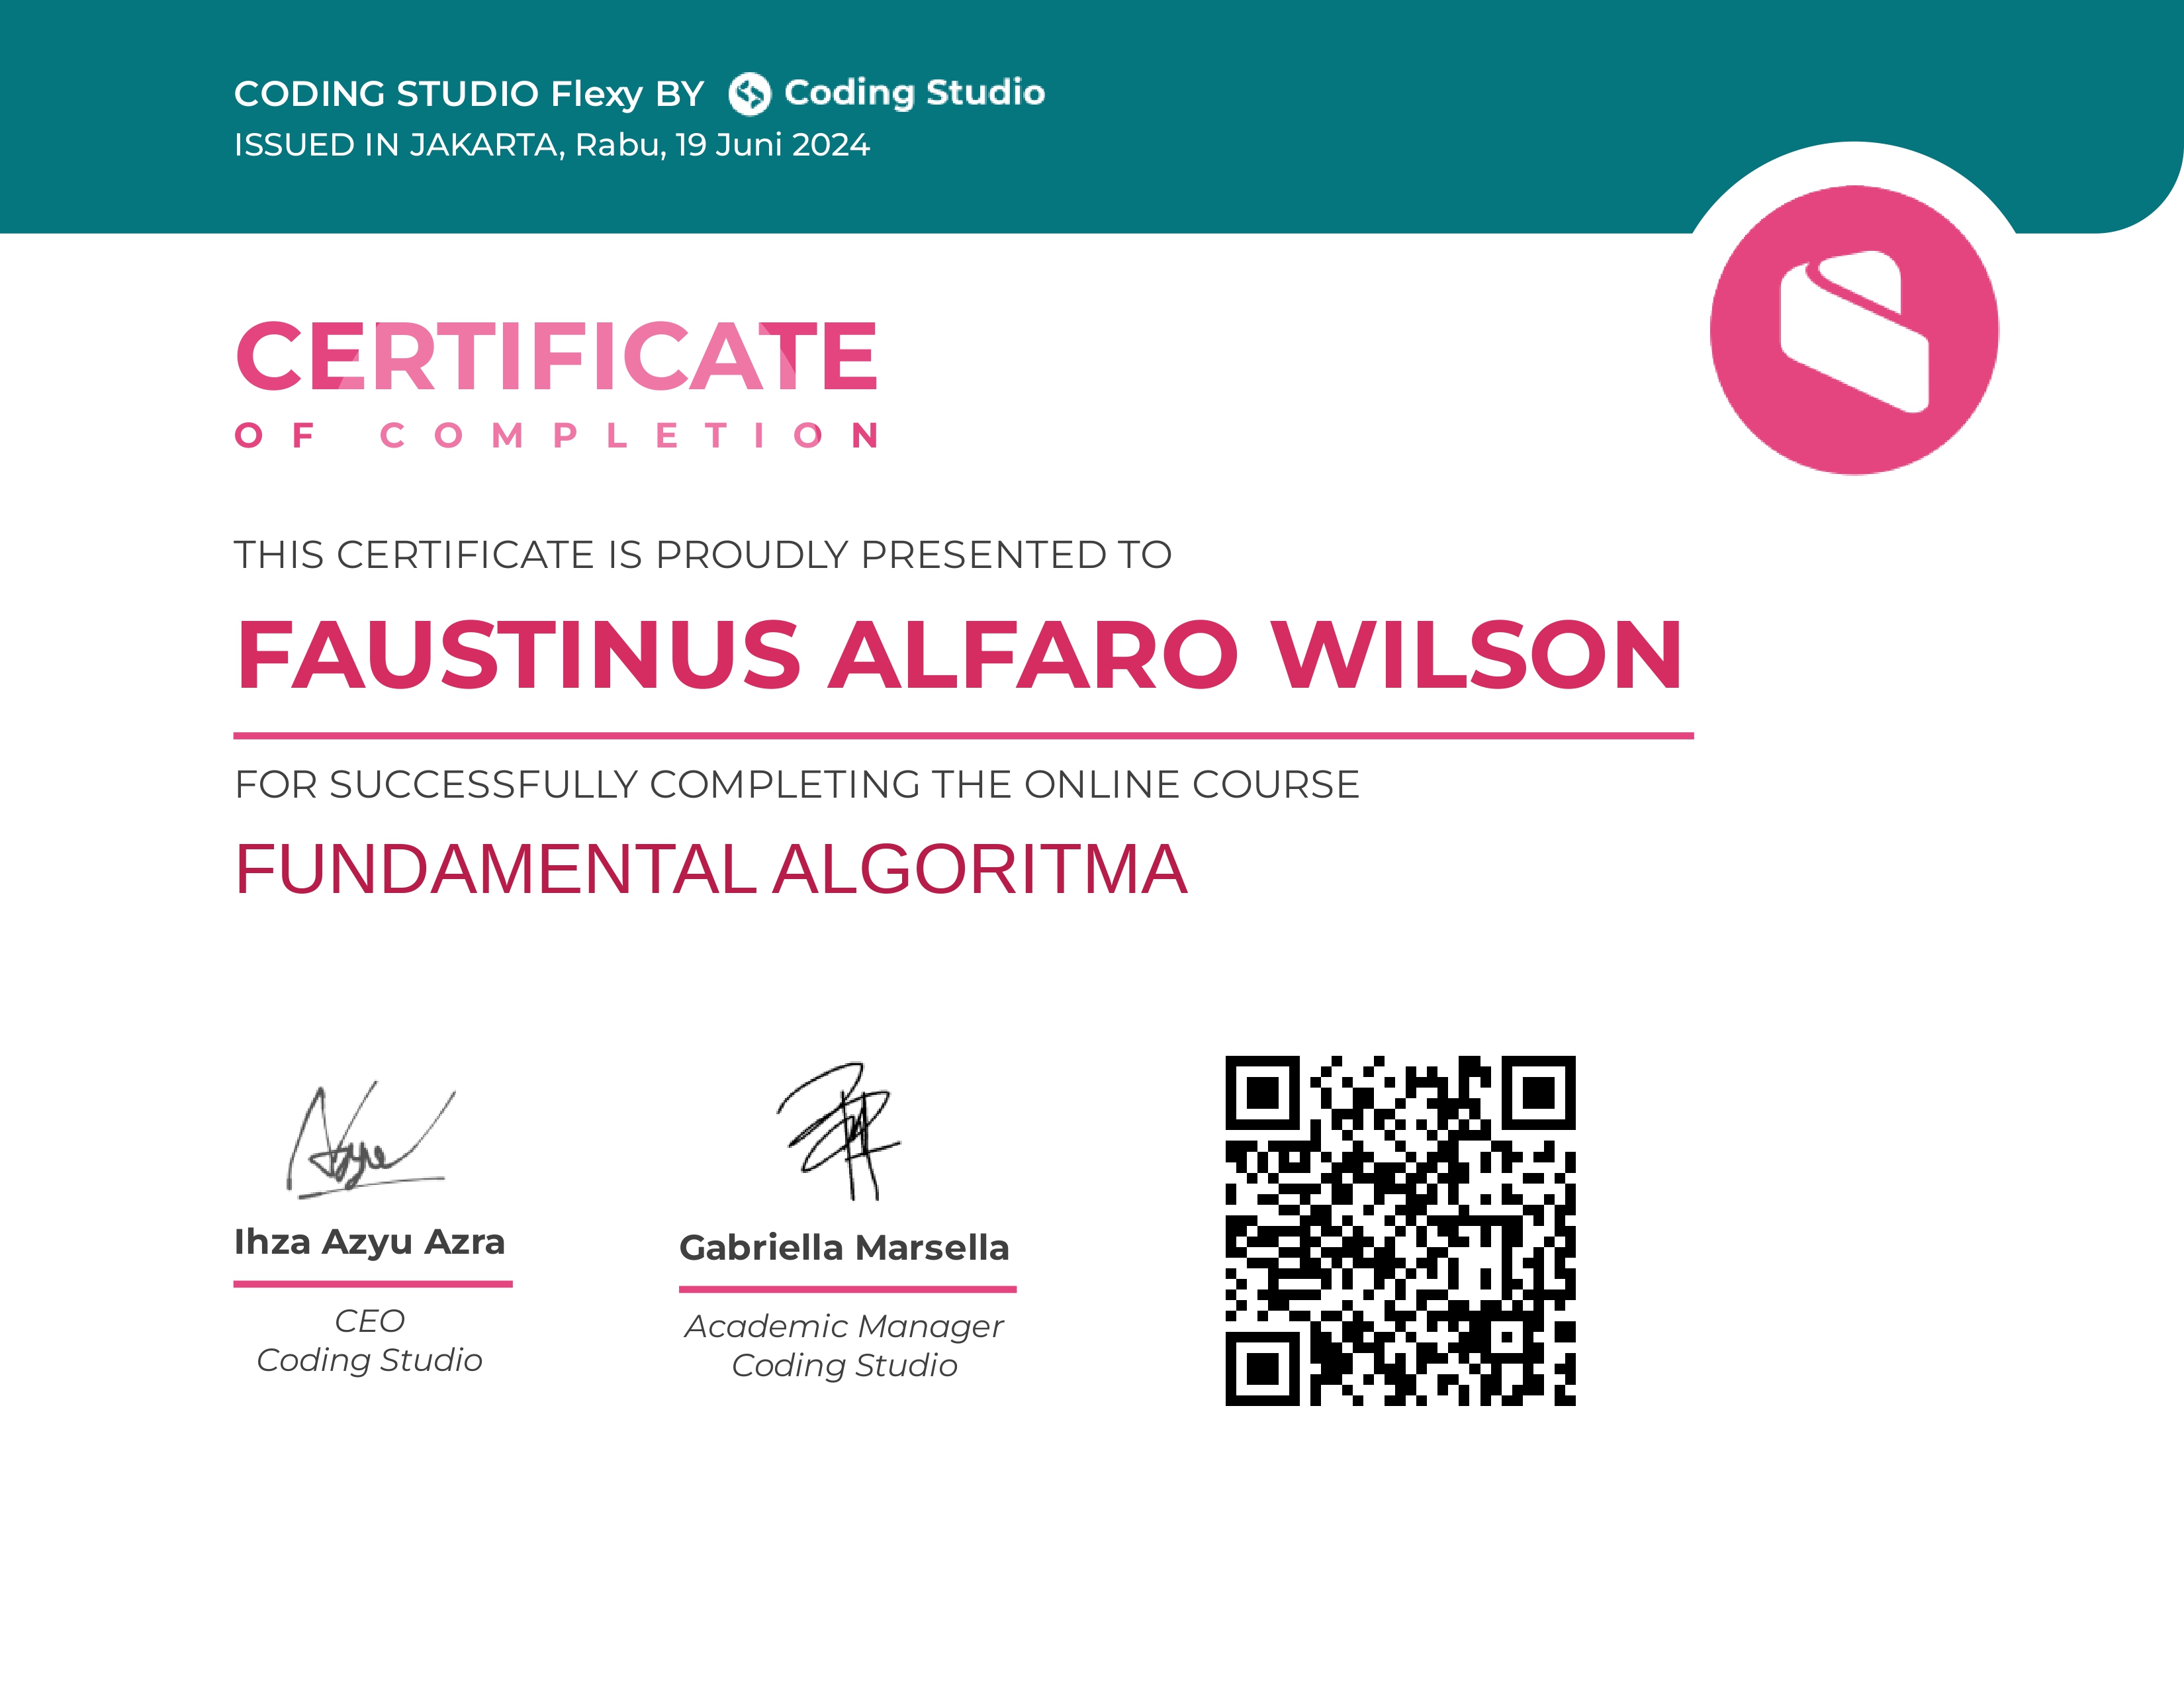 CODING STUDIO Flexy BY Coding Studio
ISSUED IN JAKARTA, Rabu, 19 Juni 2024
CERTIFICATE
OF COMPLETION
THIS CERTIFICATE IS PROUDLY PRESENTED TO
FAUSTINUS ALFARO WILSON
FOR SUCCESSFULLY COMPLETING THE ONLINE COURSE
FUNDAMENTAL ALGORITMA
Azyu
Ihza Azyu Azra
CEO
Coding Studio
Gabriella Marsella
Academic Manager
Coding Studio